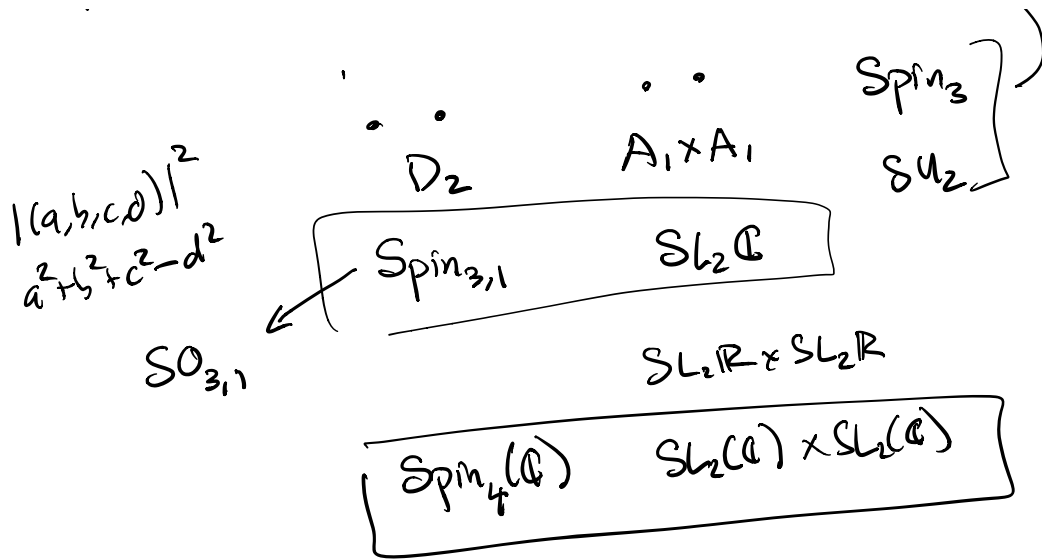 Spin₃
SU₂
D₂ A₁×A₁
|(a,b,c,d)|²
a²+b²+c²-d²
Spin₃,₁ SL₂ℂ
SO₃,₁
SL₂ℝ×SL₂ℝ
Spin₄(ℂ) SL₂(ℂ)×SL₂(ℂ)